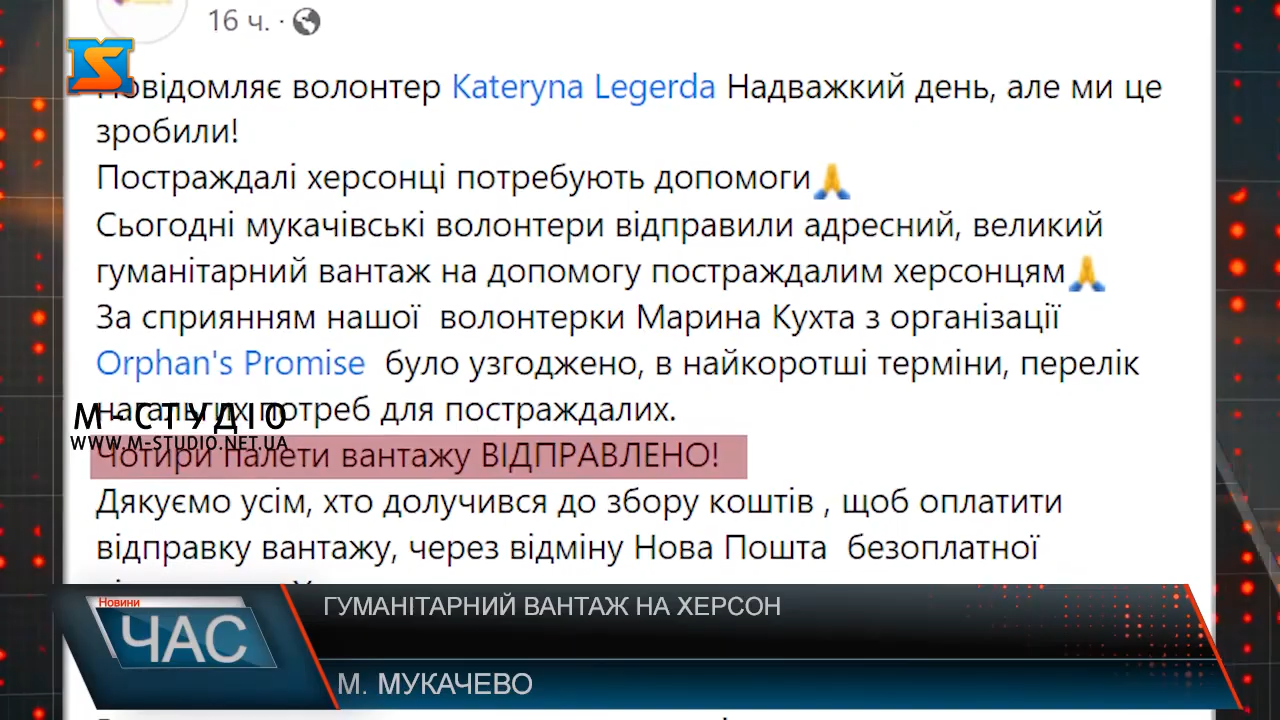 16 ч. ·
Повідомляє волонтер Kateryna Legerda Надважкий день, але ми це
зробили!
Постраждалі херсонці потребують допомоги🙏
Сьогодні мукачівські волонтери відправили адресний, великий
гуманітарний вантаж на допомогу постраждалим херсонцям🙏
За сприянням нашої волонтерки Марина Кухта з організації
Orphan's Promise було узгоджено, в найкоротші терміни, перелік
нагальних потреб для постраждалих.
М-СТУДІО
WWW.M-STUDIO.NET.UA
Чотири палети вантажу ВІДПРАВЛЕНО!
Дякуємо усім, хто долучився до збору коштів , щоб оплатити
відправку вантажу, через відміну Нова Пошта безоплатної
Новини
ЧАС
ГУМАНІТАРНИЙ ВАНТАЖ НА ХЕРСОН
М. МУКАЧЕВО